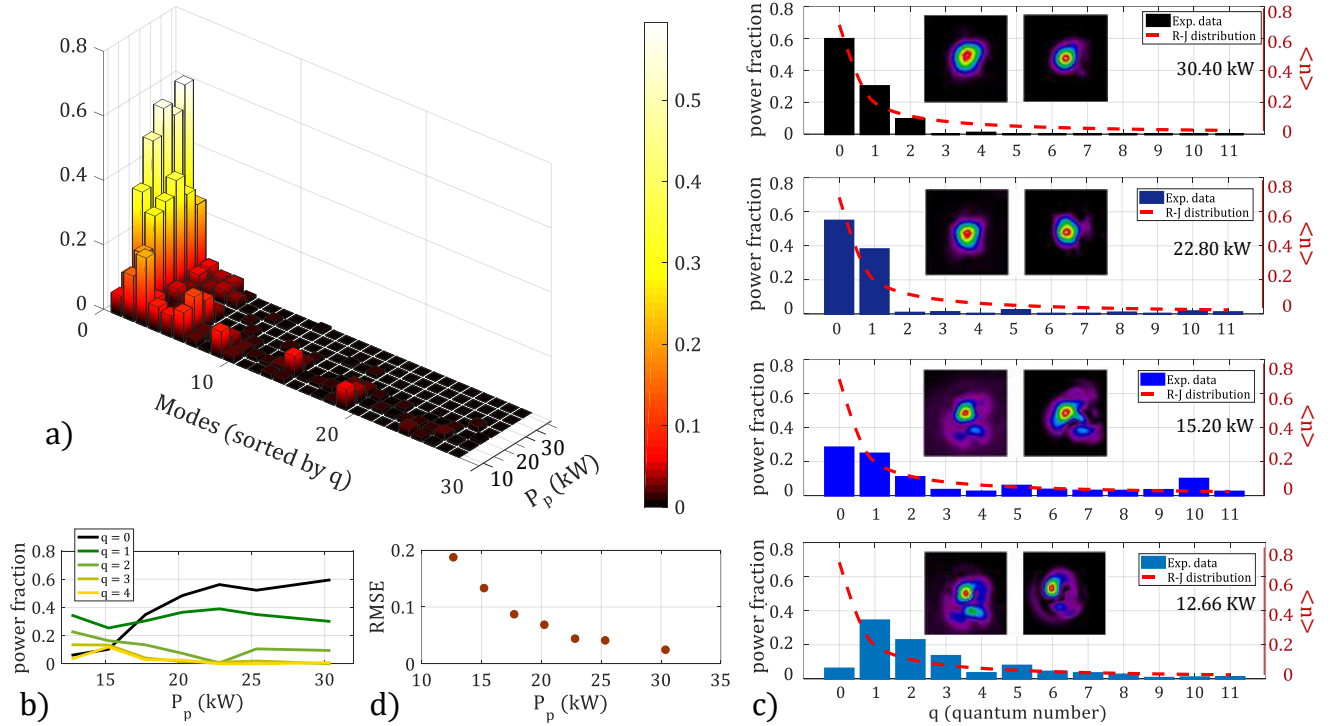 a)
0.8
0.6
0.4
0.2
0
0
10
20
30
Modes (sorted by q)
10
20
30
P_p (kW)
0.5
0.4
0.3
0.2
0.1
0
b)
power fraction
0.8
0.6
0.4
0.2
0
q = 0
q = 1
q = 2
q = 3
q = 4
15 20 25 30
P_p (kW)
d)
RMSE
0.2
0.1
0
10 15 20 25 30 35
P_p (kW)
c)
power fraction
0.8
0.6
0.4
0.2
0
Exp. data
R-J distribution
30.40 kW
0.8
0.6
0.4
0.2
0
<n>
0 1 2 3 4 5 6 7 8 9 10 11
power fraction
0.8
0.6
0.4
0.2
0
Exp. data
R-J distribution
22.80 kW
0.8
0.6
0.4
0.2
0
<n>
0 1 2 3 4 5 6 7 8 9 10 11
power fraction
0.8
0.6
0.4
0.2
0
Exp. data
R-J distribution
15.20 kW
0.8
0.6
0.4
0.2
0
<n>
0 1 2 3 4 5 6 7 8 9 10 11
power fraction
0.8
0.6
0.4
0.2
0
Exp. data
R-J distribution
12.66 KW
0.8
0.6
0.4
0.2
0
<n>
0 1 2 3 4 5 6 7 8 9 10 11
q (quantum number)